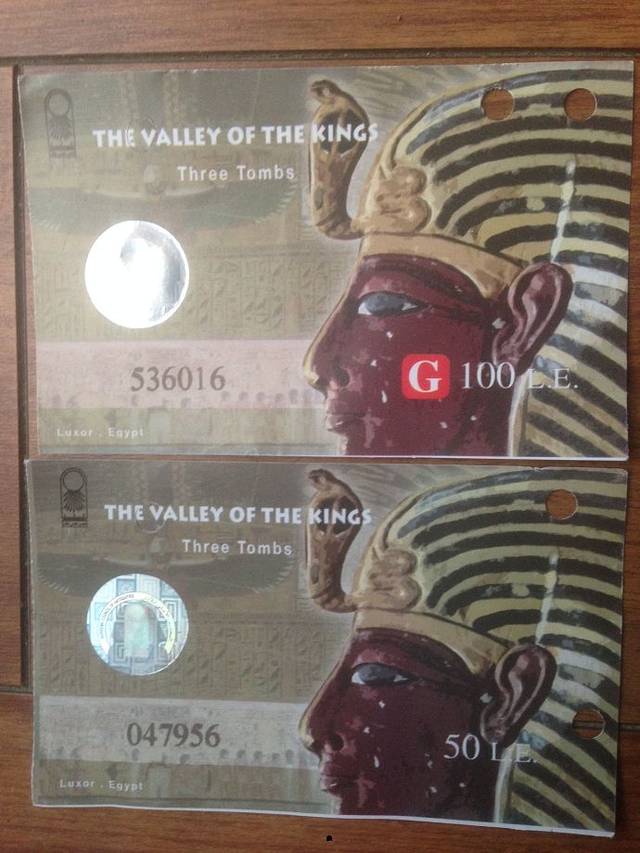 THE VALLEY OF THE KINGS
Three Tombs
536016
G 100 L.E.
Luxor . Egypt
THE VALLEY OF THE KINGS
Three Tombs
047956
50 L.E.
Luxor . Egypt